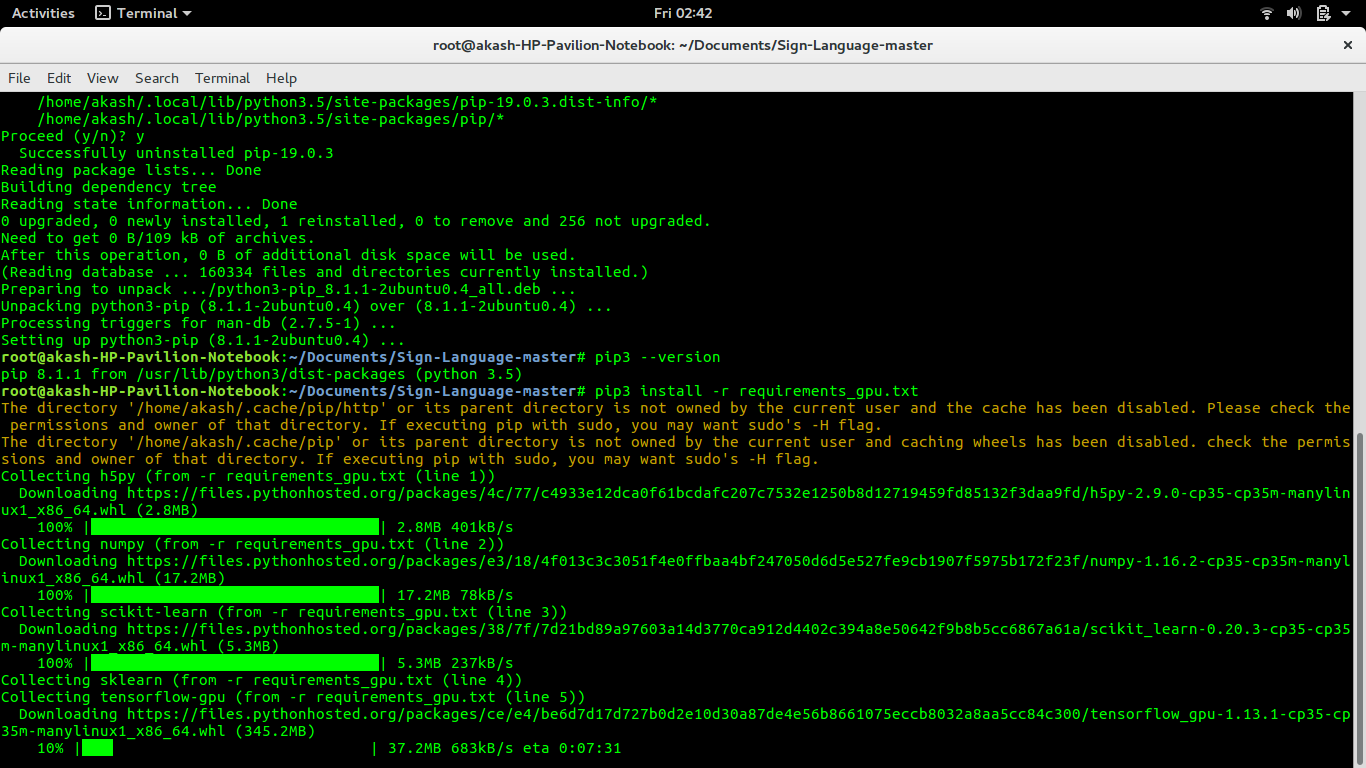 Activities Terminal Fri 02:42
root@akash-HP-Pavilion-Notebook: ~/Documents/Sign-Language-master
File Edit View Search Terminal Help
/home/akash/.local/lib/python3.5/site-packages/pip-19.0.3.dist-info/*
/home/akash/.local/lib/python3.5/site-packages/pip/*
Proceed (y/n)? y
Successfully uninstalled pip-19.0.3
Reading package lists... Done
Building dependency tree
Reading state information... Done
0 upgraded, 0 newly installed, 1 reinstalled, 0 to remove and 256 not upgraded.
Need to get 0 B/109 kB of archives.
After this operation, 0 B of additional disk space will be used.
(Reading database ... 160334 files and directories currently installed.)
Preparing to unpack .../python3-pip_8.1.1-2ubuntu0.4_all.deb ...
Unpacking python3-pip (8.1.1-2ubuntu0.4) over (8.1.1-2ubuntu0.4) ...
Processing triggers for man-db (2.7.5-1) ...
Setting up python3-pip (8.1.1-2ubuntu0.4) ...
root@akash-HP-Pavilion-Notebook:~/Documents/Sign-Language-master# pip3 --version
pip 8.1.1 from /usr/lib/python3/dist-packages (python 3.5)
root@akash-HP-Pavilion-Notebook:~/Documents/Sign-Language-master# pip3 install -r requirements_gpu.txt
The directory '/home/akash/.cache/pip/http' or its parent directory is not owned by the current user and the cache has been disabled. Please check the
permissions and owner of that directory. If executing pip with sudo, you may want sudo's -H flag.
The directory '/home/akash/.cache/pip' or its parent directory is not owned by the current user and caching wheels has been disabled. check the permis
sions and owner of that directory. If executing pip with sudo, you may want sudo's -H flag.
Collecting h5py (from -r requirements_gpu.txt (line 1))
Downloading https://files.pythonhosted.org/packages/4c/77/c4933e12dca0f61bcdafc207c7532e1250b8d12719459fd85132f3daa9fd/h5py-2.9.0-cp35-cp35m-manylin
ux1_x86_64.whl (2.8MB)
100% |████████████████████████████████| 2.8MB 401kB/s
Collecting numpy (from -r requirements_gpu.txt (line 2))
Downloading https://files.pythonhosted.org/packages/e3/18/4f013c3c3051f4e0ffbaa4bf247050d6d5e527fe9cb1907f5975b172f23f/numpy-1.16.2-cp35-cp35m-manyl
inux1_x86_64.whl (17.2MB)
100% |████████████████████████████████| 17.2MB 78kB/s
Collecting scikit-learn (from -r requirements_gpu.txt (line 3))
Downloading https://files.pythonhosted.org/packages/38/7f/7d21bd89a97603a14d3770ca912d4402c394a8e50642f9b8b5cc6867a61a/scikit_learn-0.20.3-cp35-cp35
m-manylinux1_x86_64.whl (5.3MB)
100% |████████████████████████████████| 5.3MB 237kB/s
Collecting sklearn (from -r requirements_gpu.txt (line 4))
Collecting tensorflow-gpu (from -r requirements_gpu.txt (line 5))
Downloading https://files.pythonhosted.org/packages/ce/e4/be6d7d17d727b0d2e10d30a87de4e56b8661075eccb8032a8aa5cc84c300/tensorflow_gpu-1.13.1-cp35-cp
35m-manylinux1_x86_64.whl (345.2MB)
10% |███▌ | 37.2MB 683kB/s eta 0:07:31